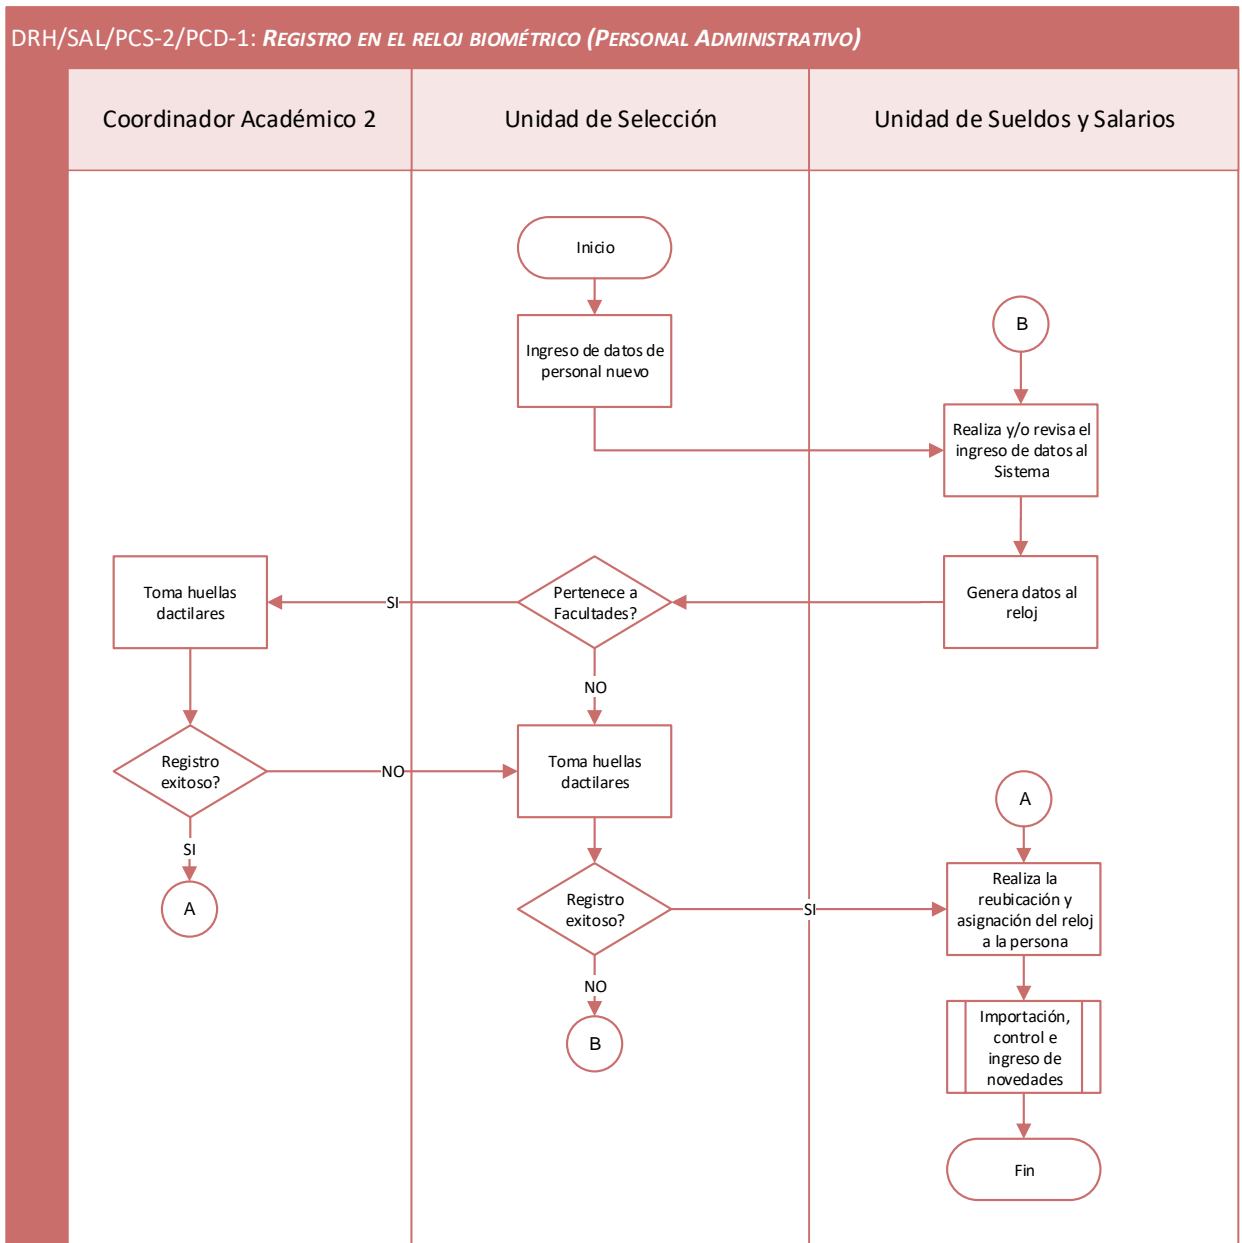 DRH/SAL/PCS-2/PCD-1: REGISTRO EN EL RELOJ BIOMÉTRICO (PERSONAL ADMINISTRATIVO)
Coordinador Académico 2
Unidad de Selección
Unidad de Sueldos y Salarios
Inicio
Ingreso de datos de
personal nuevo
B
Realiza y/o revisa el
ingreso de datos al
Sistema
Genera datos al
reloj
Pertenece a
Facultades?
SI
Toma huellas
dactilares
NO
Registro
exitoso?
NO
Toma huellas
dactilares
SI
A
Registro
exitoso?
SI
NO
B
A
Realiza la
reubicación y
asignación del reloj
a la persona
Importación,
control e
ingreso de
novedades
Fin